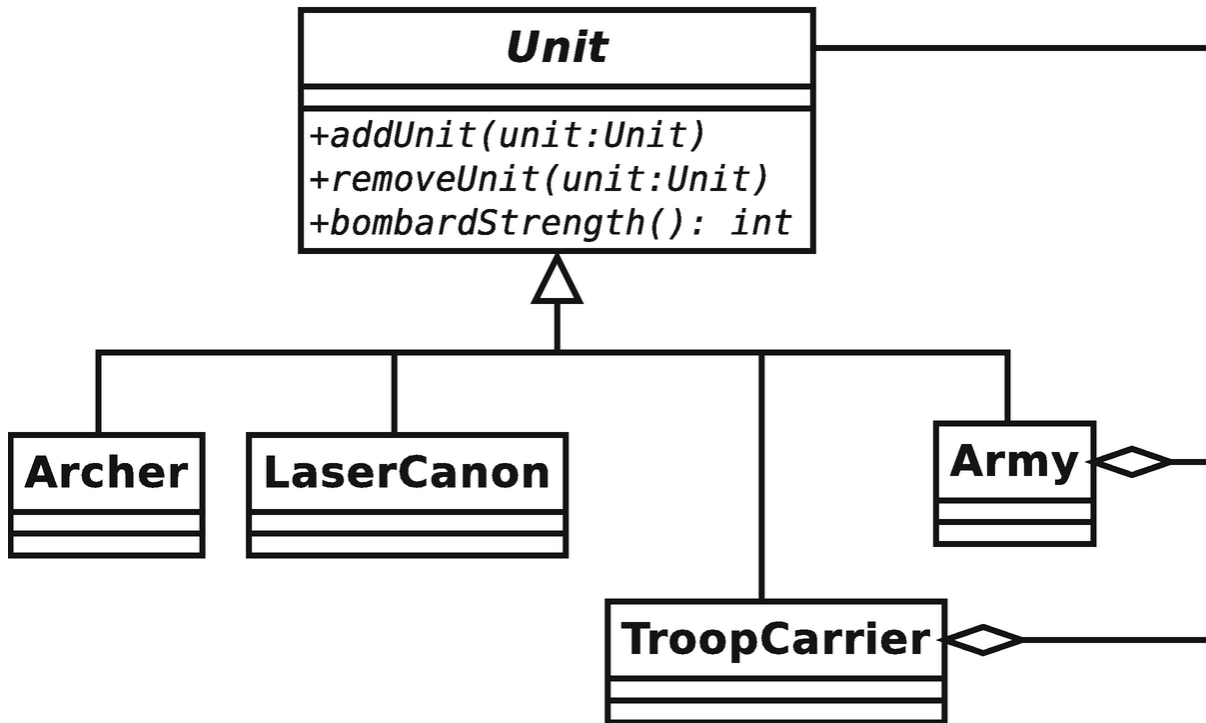 Unit
+addUnit(unit:Unit)
+removeUnit(unit:Unit)
+bombardStrength(): int
Archer
LaserCanon
Army
TroopCarrier